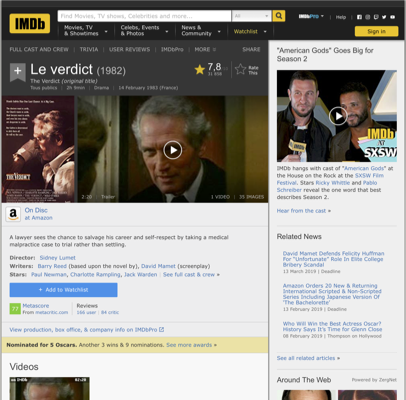 IMDb
Find Movies, TV shows, Celebrities and more...
All
IMDbPro
Help
Movies, TV
& Showtimes
Celebs, Events
& Photos
News &
Community
Watchlist
Sign in
FULL CAST AND CREW | TRIVIA | USER REVIEWS | IMDbPro | MORE
SHARE
Le verdict (1982)
The Verdict (original title)
Tous publics | 2h 9min | Drama | 14 February 1983 (France)
7,8
Rate
This
THE VERDICT
2:20 | Trailer
1 VIDEO | 35 IMAGES
On Disc
at Amazon
A lawyer sees the chance to salvage his career and self-respect by taking a medical
malpractice case to trial rather than settling.
Director: Sidney Lumet
Writers: Barry Reed (based upon the novel by), David Mamet (screenplay)
Stars: Paul Newman, Charlotte Rampling, Jack Warden | See full cast & crew »
+ Add to Watchlist
77
Metascore
From metacritic.com
Reviews
166 user | 84 critic
View production, box office, & company info on IMDbPro
Nominated for 5 Oscars. Another 3 wins & 9 nominations. See more awards »
Videos
"American Gods" Goes Big for
Season 2
IMDb
at
SXSW
IMDb hangs with cast of "American Gods" at
the House on the Rock at the SXSW Film
Festival. Stars Ricky Whittle and Pablo
Schreiber reveal the one word that best
describes Season 2.
Hear from the cast »
Related News
David Mamet Defends Felicity Huffman
For "Unfortunate" Role In Elite College
Bribery Scandal
13 March 2019 | Deadline
Amazon Orders 20 New & Returning
International Scripted & Non-Scripted
Series Including Japanese Version Of
'The Bachelorette'
13 March 2019 | Deadline
Who Will Win the Best Actress Oscar?
History Says It's Time for Glenn Close
08 February 2019 | Thompson on Hollywood
See all related articles »
Around The Web
Powered by ZergNet